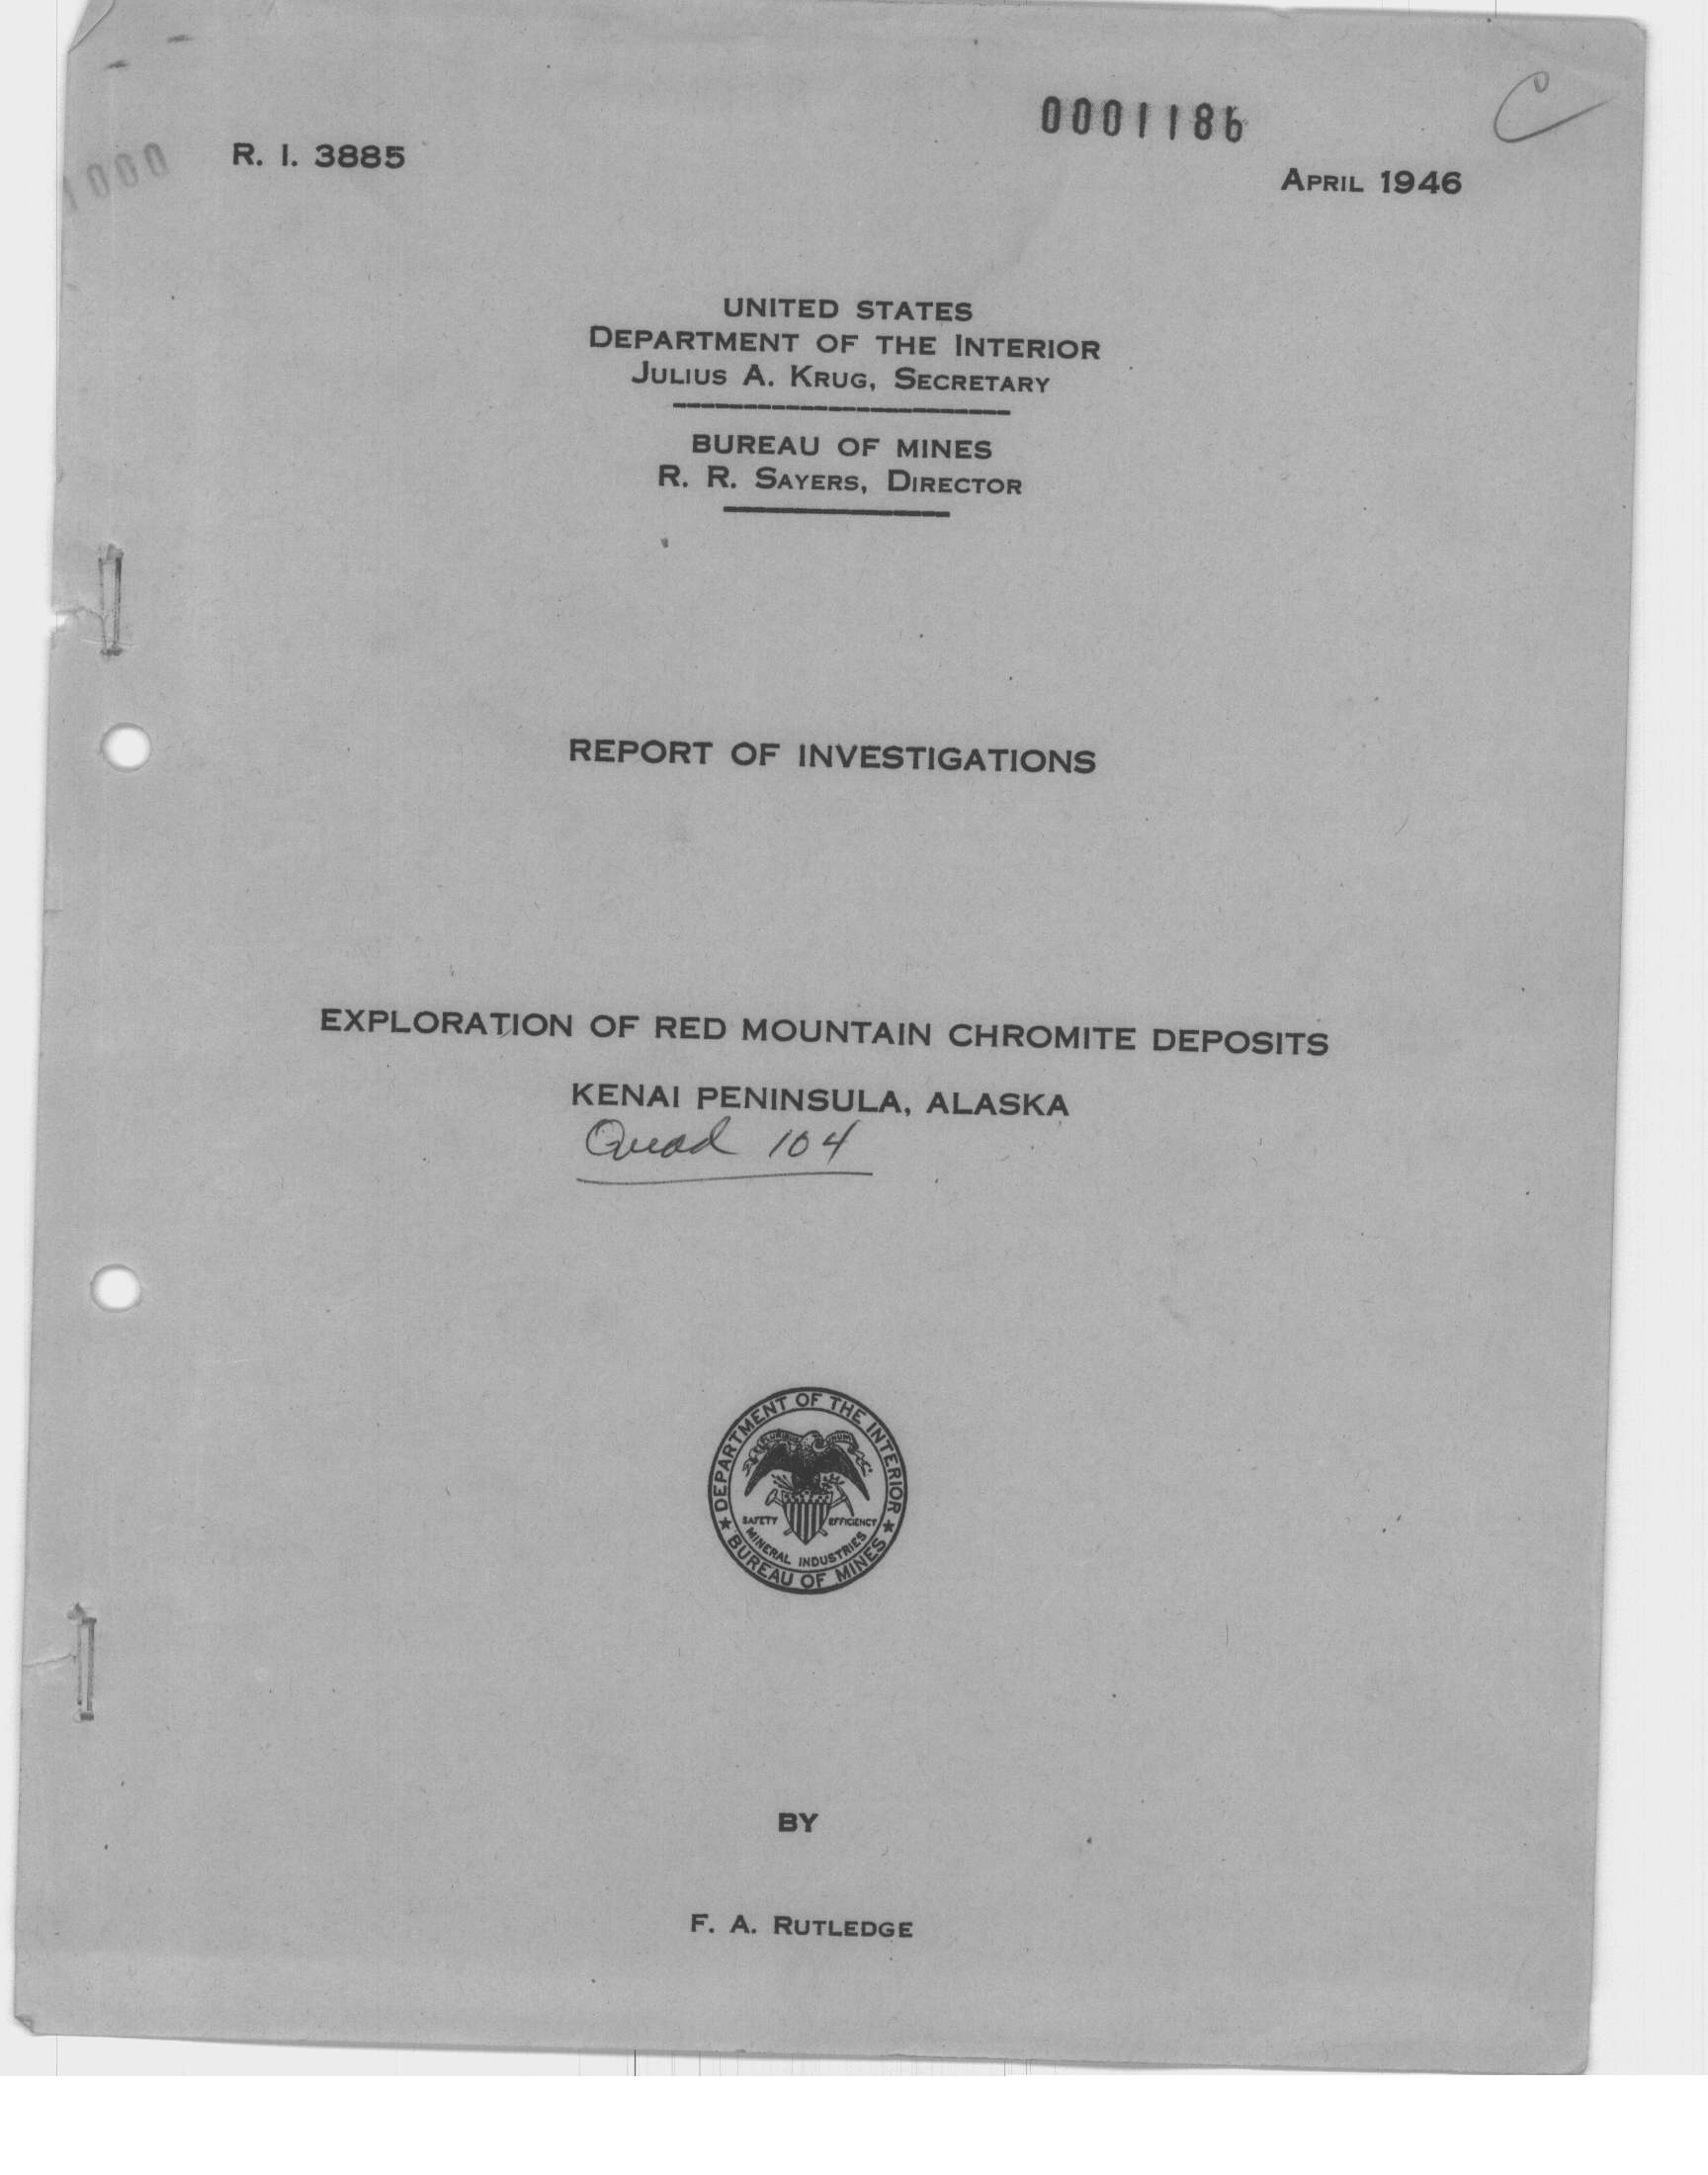 0001186
C
R. I. 3885
1000
APRIL 1946
UNITED STATES
DEPARTMENT OF THE INTERIOR
JULIUS A. KRUG, SECRETARY
BUREAU OF MINES
R. R. SAYERS, DIRECTOR
REPORT OF INVESTIGATIONS
EXPLORATION OF RED MOUNTAIN CHROMITE DEPOSITS
KENAI PENINSULA, ALASKA
Quad 104
DEPARTMENT OF THE INTERIOR
SAFETY EFFICIENCY
MINERAL INDUSTRIES
BUREAU OF MINES
BY
F. A. RUTLEDGE